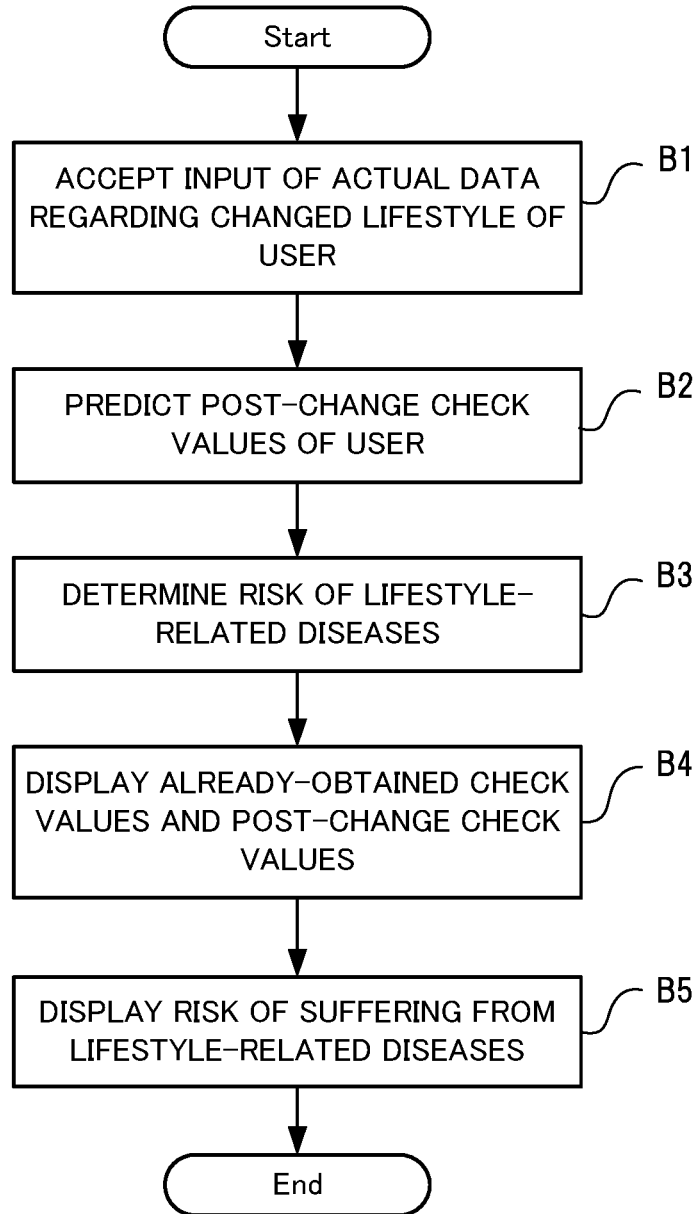 Start
ACCEPT INPUT OF ACTUAL DATA
REGARDING CHANGED LIFESTYLE OF
USER
B1
PREDICT POST-CHANGE CHECK
VALUES OF USER
B2
DETERMINE RISK OF LIFESTYLE-
RELATED DISEASES
B3
DISPLAY ALREADY-OBTAINED CHECK
VALUES AND POST-CHANGE CHECK
VALUES
B4
DISPLAY RISK OF SUFFERING FROM
LIFESTYLE-RELATED DISEASES
B5
End